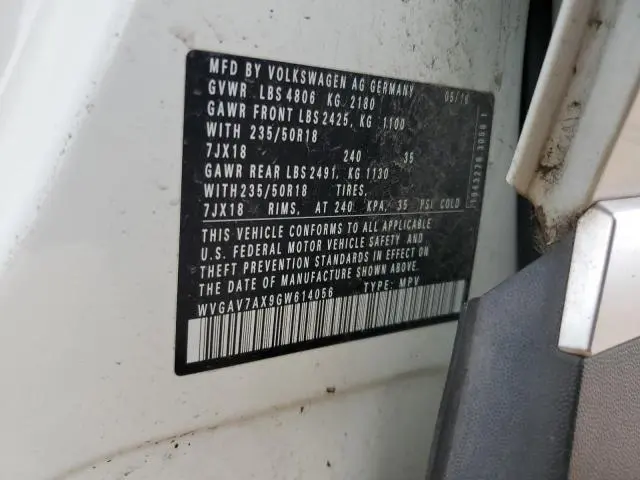 MFD BY VOLKSWAGEN AG GERMANY 05/16
GVWR LBS 4806 KG 2180
GAWR FRONT LBS 2425, KG 1100
WITH 235/50R18
7JX18 240 35
GAWR REAR LBS 2491, KG 1130
WITH 235/50R18 TIRES,
7JX18 RIMS, AT 240 KPA, 35 PSI COLD
THIS VEHICLE CONFORMS TO ALL APPLICABLE
U.S. FEDERAL MOTOR VEHICLE SAFETY AND
THEFT PREVENTION STANDARDS IN EFFECT ON
THE DATE OF MANUFACTURE SHOWN ABOVE.
WVGAV7AX9GW614056 TYPE: MPV